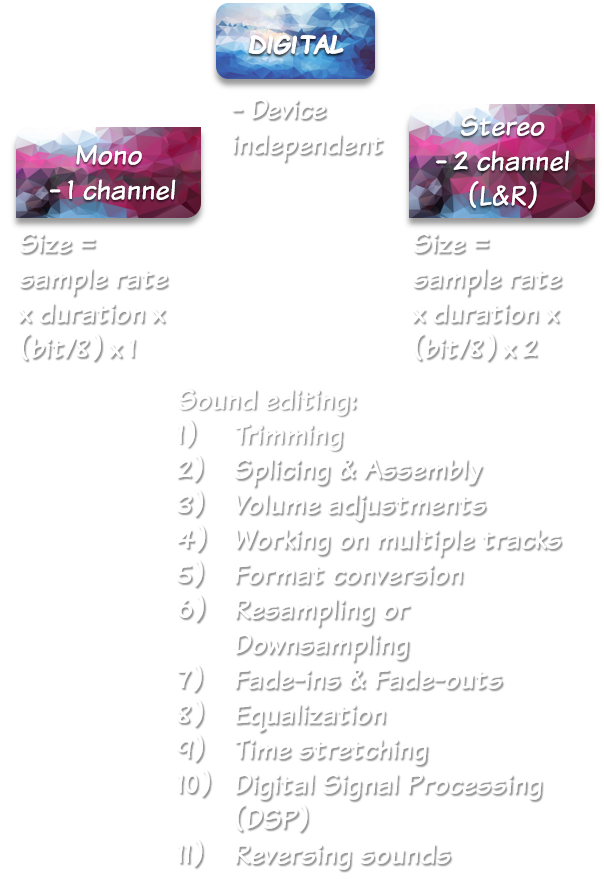 DIGITAL
- Device
independent
Mono
- 1 channel
Stereo
- 2 channel
(L&R)
Size =
sample rate
x duration x
(bit/8) x 1
Size =
sample rate
x duration x
(bit/8) x 2
Sound editing:
1) Trimming
2) Splicing & Assembly
3) Volume adjustments
4) Working on multiple tracks
5) Format conversion
6) Resampling or
Downsampling
7) Fade-ins & Fade-outs
8) Equalization
9) Time stretching
10) Digital Signal Processing
(DSP)
11) Reversing sounds